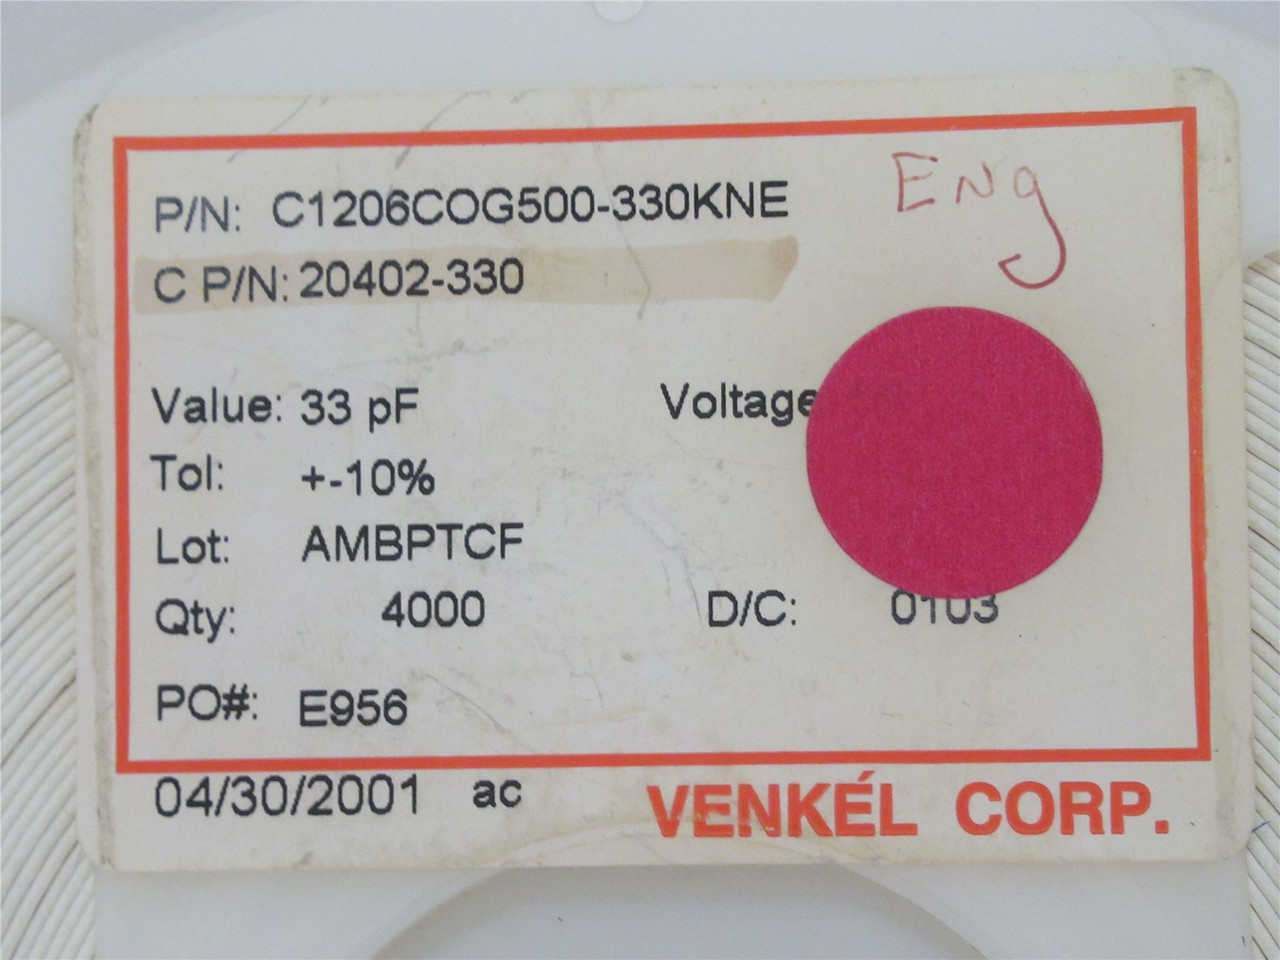 P/N: C1206COG500-330KNE
Eng
C P/N: 20402-330
Value: 33 pF Voltage
Tol: +-10%
Lot: AMBPTCF
Qty: 4000 D/C: 0103
PO#: E956
04/30/2001 ac VENKÉL CORP.